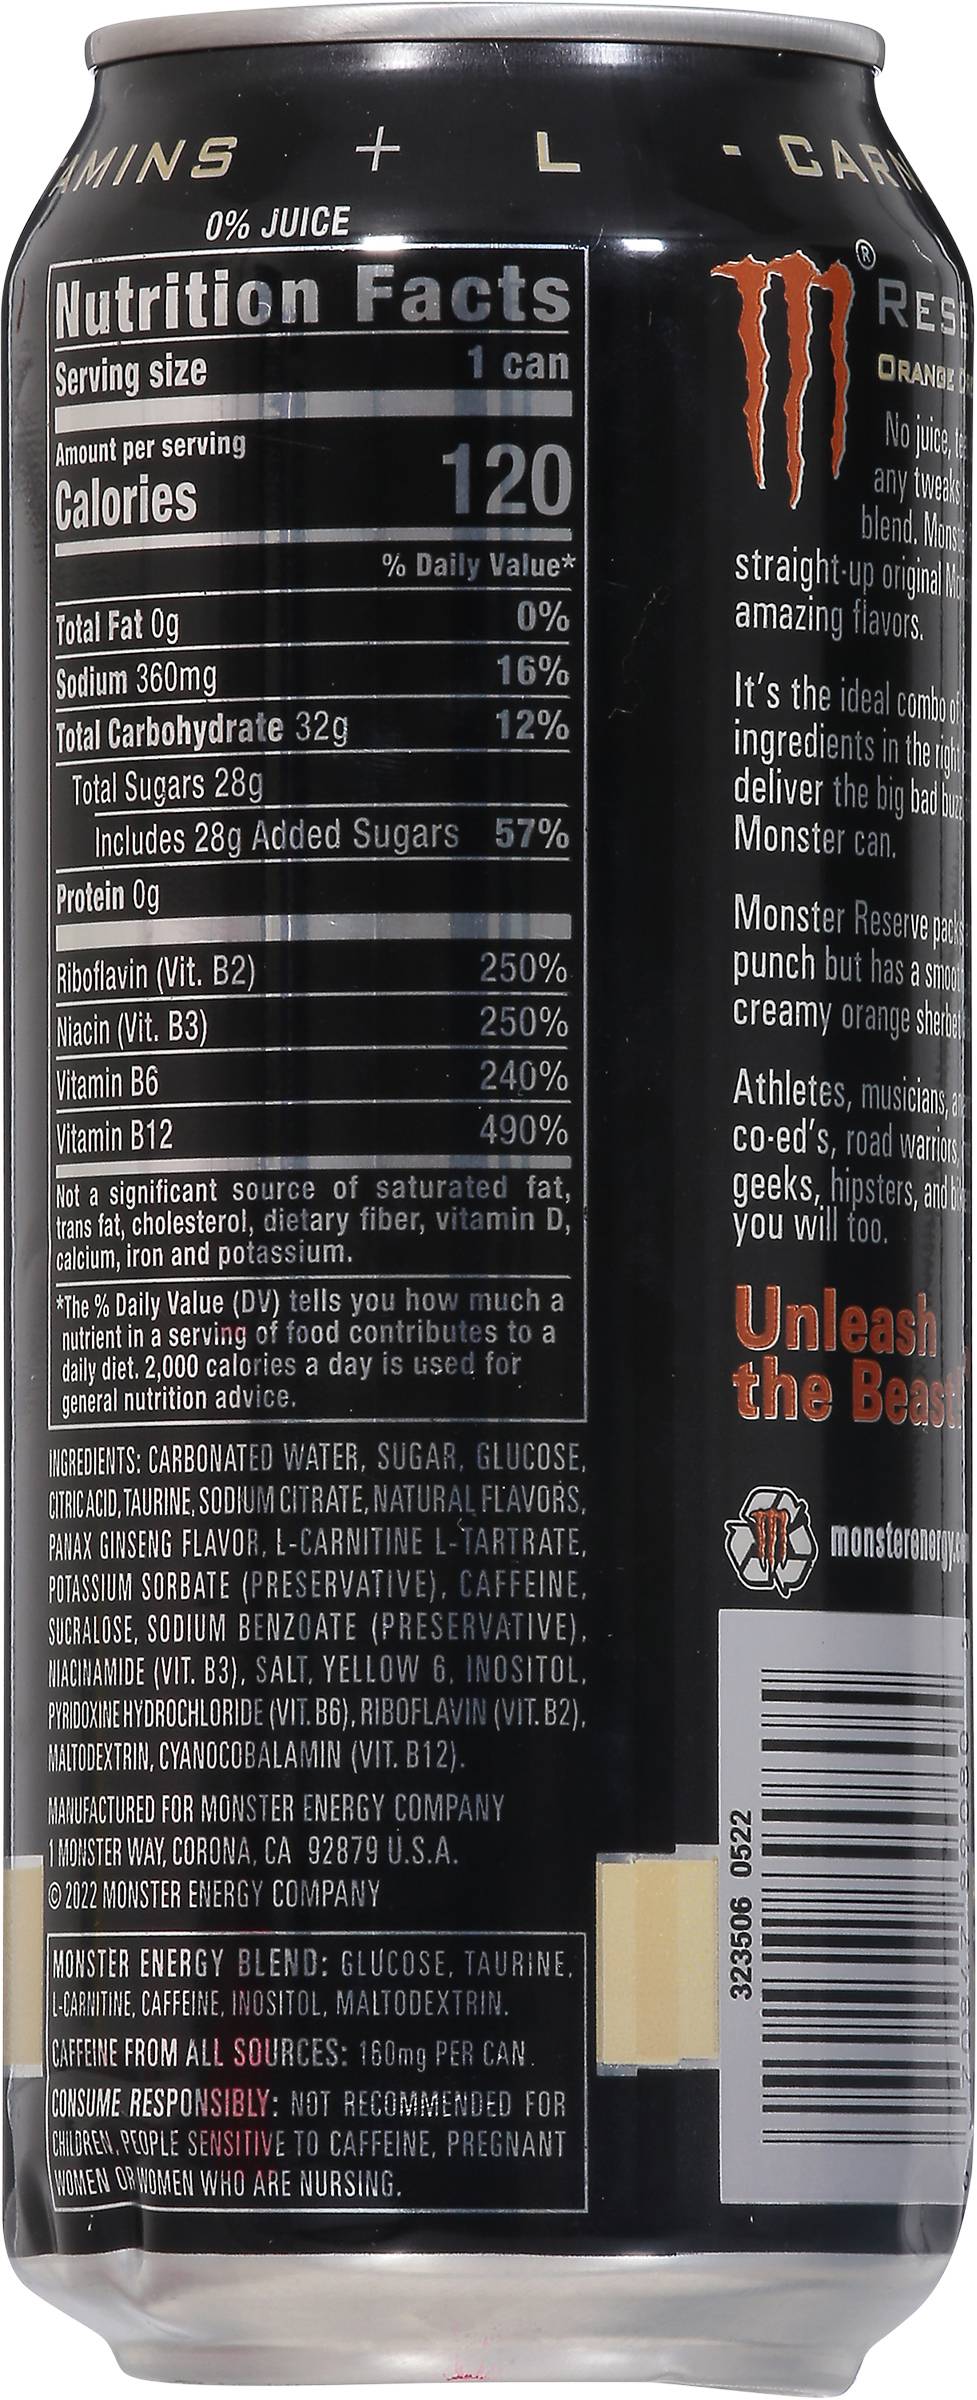 AMINS + L - CARN
0% JUICE
Nutrition Facts
Serving size 1 can
Amount per serving
Calories 120
% Daily Value*
Total Fat 0g 0%
Sodium 360mg 16%
Total Carbohydrate 32g 12%
Total Sugars 28g
Includes 28g Added Sugars 57%
Protein 0g
Riboflavin (Vit. B2) 250%
Niacin (Vit. B3) 250%
Vitamin B6 240%
Vitamin B12 490%
Not a significant source of saturated fat,
trans fat, cholesterol, dietary fiber, vitamin D,
calcium, iron and potassium.
*The % Daily Value (DV) tells you how much a
nutrient in a serving of food contributes to a
daily diet. 2,000 calories a day is used for
general nutrition advice.
INGREDIENTS: CARBONATED WATER, SUGAR, GLUCOSE,
CITRIC ACID, TAURINE, SODIUM CITRATE, NATURAL FLAVORS,
PANAX GINSENG FLAVOR, L-CARNITINE L-TARTRATE,
POTASSIUM SORBATE (PRESERVATIVE), CAFFEINE,
SUCRALOSE, SODIUM BENZOATE (PRESERVATIVE),
NIACINAMIDE (VIT. B3), SALT, YELLOW 6, INOSITOL,
PYRIDOXINE HYDROCHLORIDE (VIT. B6), RIBOFLAVIN (VIT. B2),
MALTODEXTRIN, CYANOCOBALAMIN (VIT. B12).
MANUFACTURED FOR MONSTER ENERGY COMPANY
1 MONSTER WAY, CORONA, CA 92879 U.S.A.
© 2022 MONSTER ENERGY COMPANY
MONSTER ENERGY BLEND: GLUCOSE, TAURINE,
L-CARNITINE, CAFFEINE, INOSITOL, MALTODEXTRIN.
CAFFEINE FROM ALL SOURCES: 160mg PER CAN.
CONSUME RESPONSIBLY: NOT RECOMMENDED FOR
CHILDREN, PEOPLE SENSITIVE TO CAFFEINE, PREGNANT
WOMEN OR WOMEN WHO ARE NURSING.
®
RES
ORANGE
No juice,
any tweaks
blend. Mons
straight-up original
amazing flavors.
It's the ideal combo of
ingredients in the right
deliver the big bad buzz
Monster can.
Monster Reserve packs
punch but has a smoo
creamy orange sherbet
Athletes, musicians,
co-ed's, road warriors,
geeks, hipsters, and
you will too.
Unleash
the Beast
monsterenergy.
323506 0522